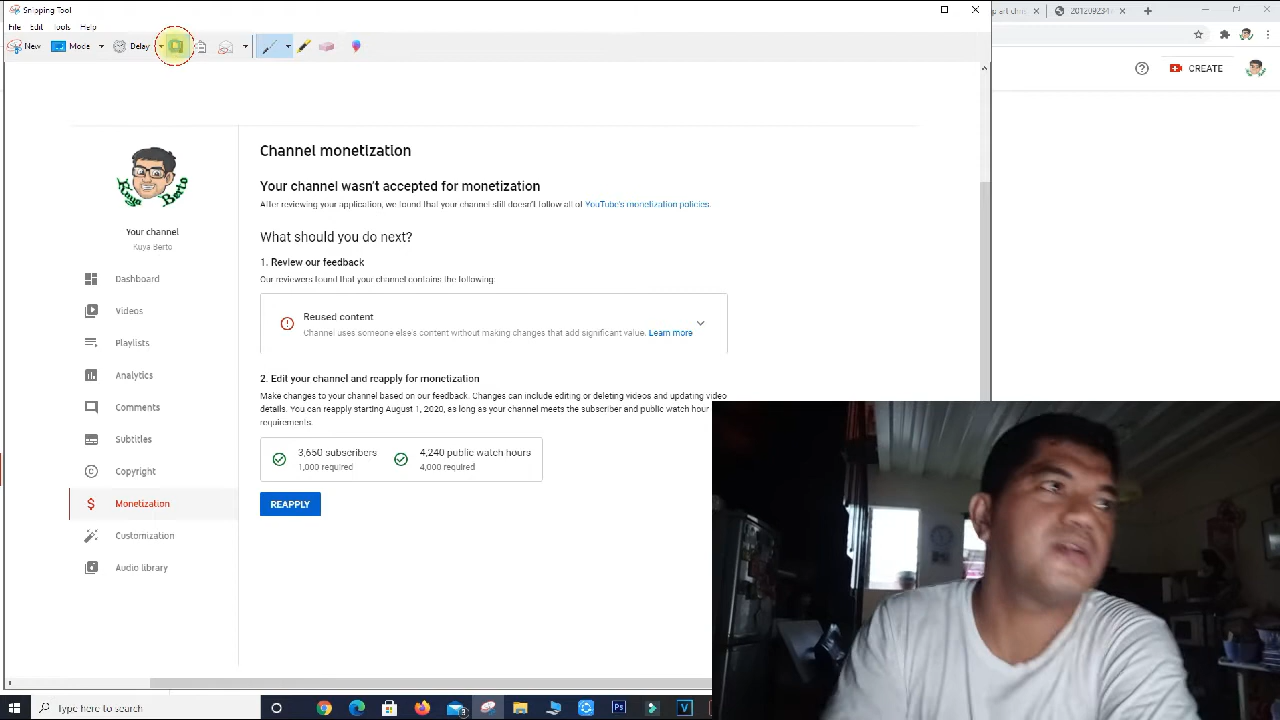 Snipping Tool
File Edit Tools Help
New Mode Delay
CREATE
Channel monetization
Your channel wasn't accepted for monetization
After reviewing your application, we found that your channel still doesn't follow all of YouTube's monetization policies.
What should you do next?
1. Review our feedback
Our reviewers found that your channel contains the following:
Reused content
Channel uses someone else's content without making changes that add significant value. Learn more
2. Edit your channel and reapply for monetization
Make changes to your channel based on our feedback. Changes can include editing or deleting videos and updating video
details. You can reapply starting August 1, 2020, as long as your channel meets the subscriber and public watch hour
requirements.
3,650 subscribers
1,000 required
4,240 public watch hours
4,000 required
REAPPLY
Kuya Berto
Your channel
Kuya Berto
Dashboard
Videos
Playlists
Analytics
Comments
Subtitles
Copyright
Monetization
Customization
Audio library
Type here to search
Ps
V